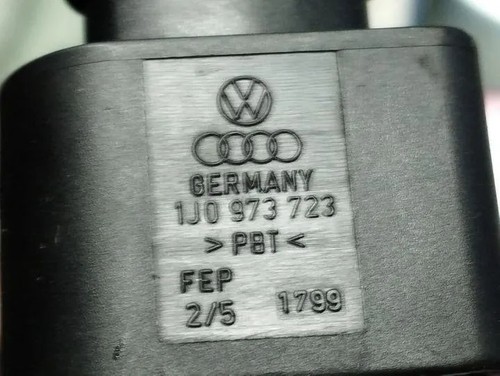 GERMANY
1J0 973 723
> PBT <
FEP
2/5 1799